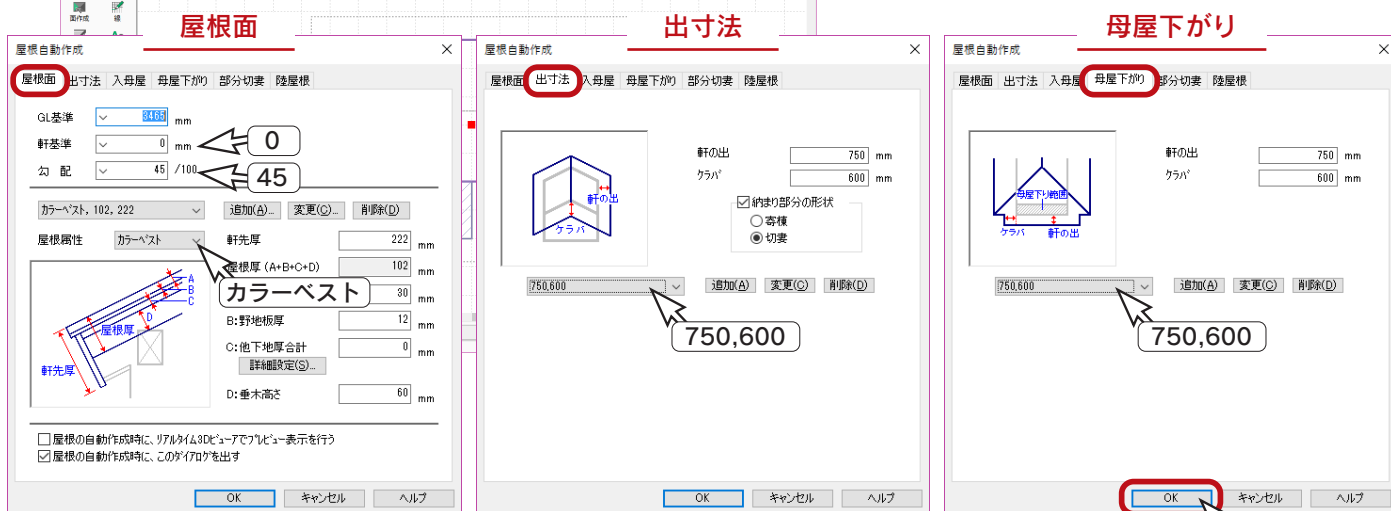 面作成 線
屋根面
屋根自動作成
屋根面 出寸法 入母屋 母屋下がり 部分切妻 陸屋根
GL基準 3465 mm
軒基準 0 mm
0
勾 配 45 /100
45
カラーベスト, 102, 222 追加(A)... 変更(C)... 削除(D)
屋根属性 カラーベスト 軒先厚 222 mm
屋根厚 (A+B+C+D) 102 mm
カラーベスト
30 mm
B:野地板厚 12 mm
C:他下地厚合計 0 mm
詳細設定(S)...
D:垂木高さ 60 mm
A
B
C
D
屋根厚
軒先厚
屋根の自動作成時に、リアルタイム3Dビューアでプレビュー表示を行う
屋根の自動作成時に、このダイアログを出す
OK キャンセル ヘルプ
出寸法
屋根自動作成
屋根面 出寸法 入母屋 母屋下がり 部分切妻 陸屋根
軒の出
ケラバ
軒の出 750 mm
ケラバ 600 mm
納まり部分の形状
寄棟
切妻
750,600 追加(A) 変更(C) 削除(D)
750,600
OK キャンセル ヘルプ
母屋下がり
屋根自動作成
屋根面 出寸法 入母屋 母屋下がり 部分切妻 陸屋根
母屋下り範囲
ケラバ 軒の出
軒の出 750 mm
ケラバ 600 mm
750,600 追加(A) 変更(C) 削除(D)
750,600
OK キャンセル ヘルプ